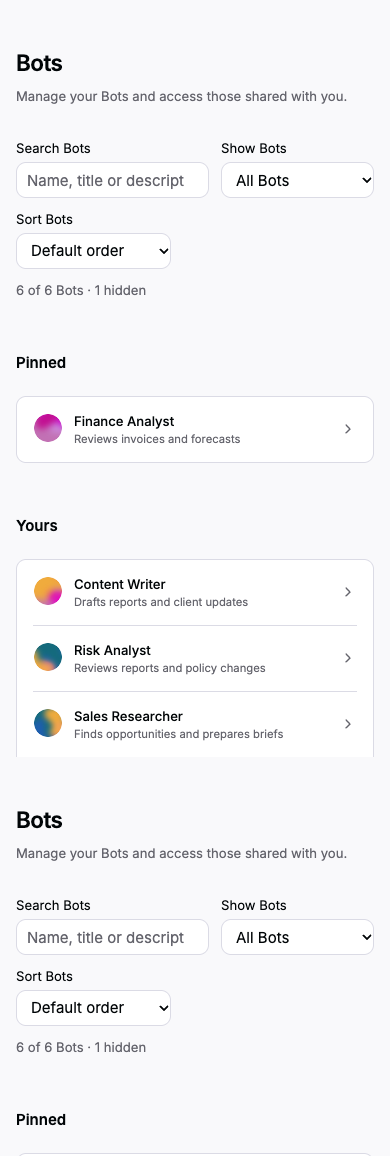 Bots
Manage your Bots and access those shared with you.
Search Bots
Show Bots
Name, title or descript
All Bots
Sort Bots
Default order
6 of 6 Bots · 1 hidden
Pinned
Finance Analyst
Reviews invoices and forecasts
Yours
Content Writer
Drafts reports and client updates
Risk Analyst
Reviews reports and policy changes
Sales Researcher
Finds opportunities and prepares briefs
Bots
Manage your Bots and access those shared with you.
Search Bots
Show Bots
Name, title or descript
All Bots
Sort Bots
Default order
6 of 6 Bots · 1 hidden
Pinned